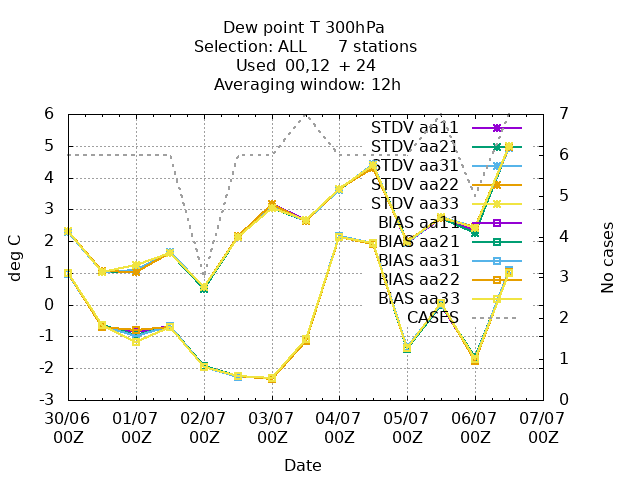 Dew point T 300hPa
Selection: ALL 7 stations
Used 00,12 + 24
Averaging window: 12h
6
5
4
3
2
1
0
-1
-2
-3
deg C
7
6
5
4
3
2
1
0
No cases
STDV aa11
STDV aa21
STDV aa31
STDV aa22
STDV aa33
BIAS aa11
BIAS aa21
BIAS aa31
BIAS aa22
BIAS aa33
CASES
30/06 01/07 02/07 03/07 04/07 05/07 06/07 07/07
00Z 00Z 00Z 00Z 00Z 00Z 00Z 00Z
Date